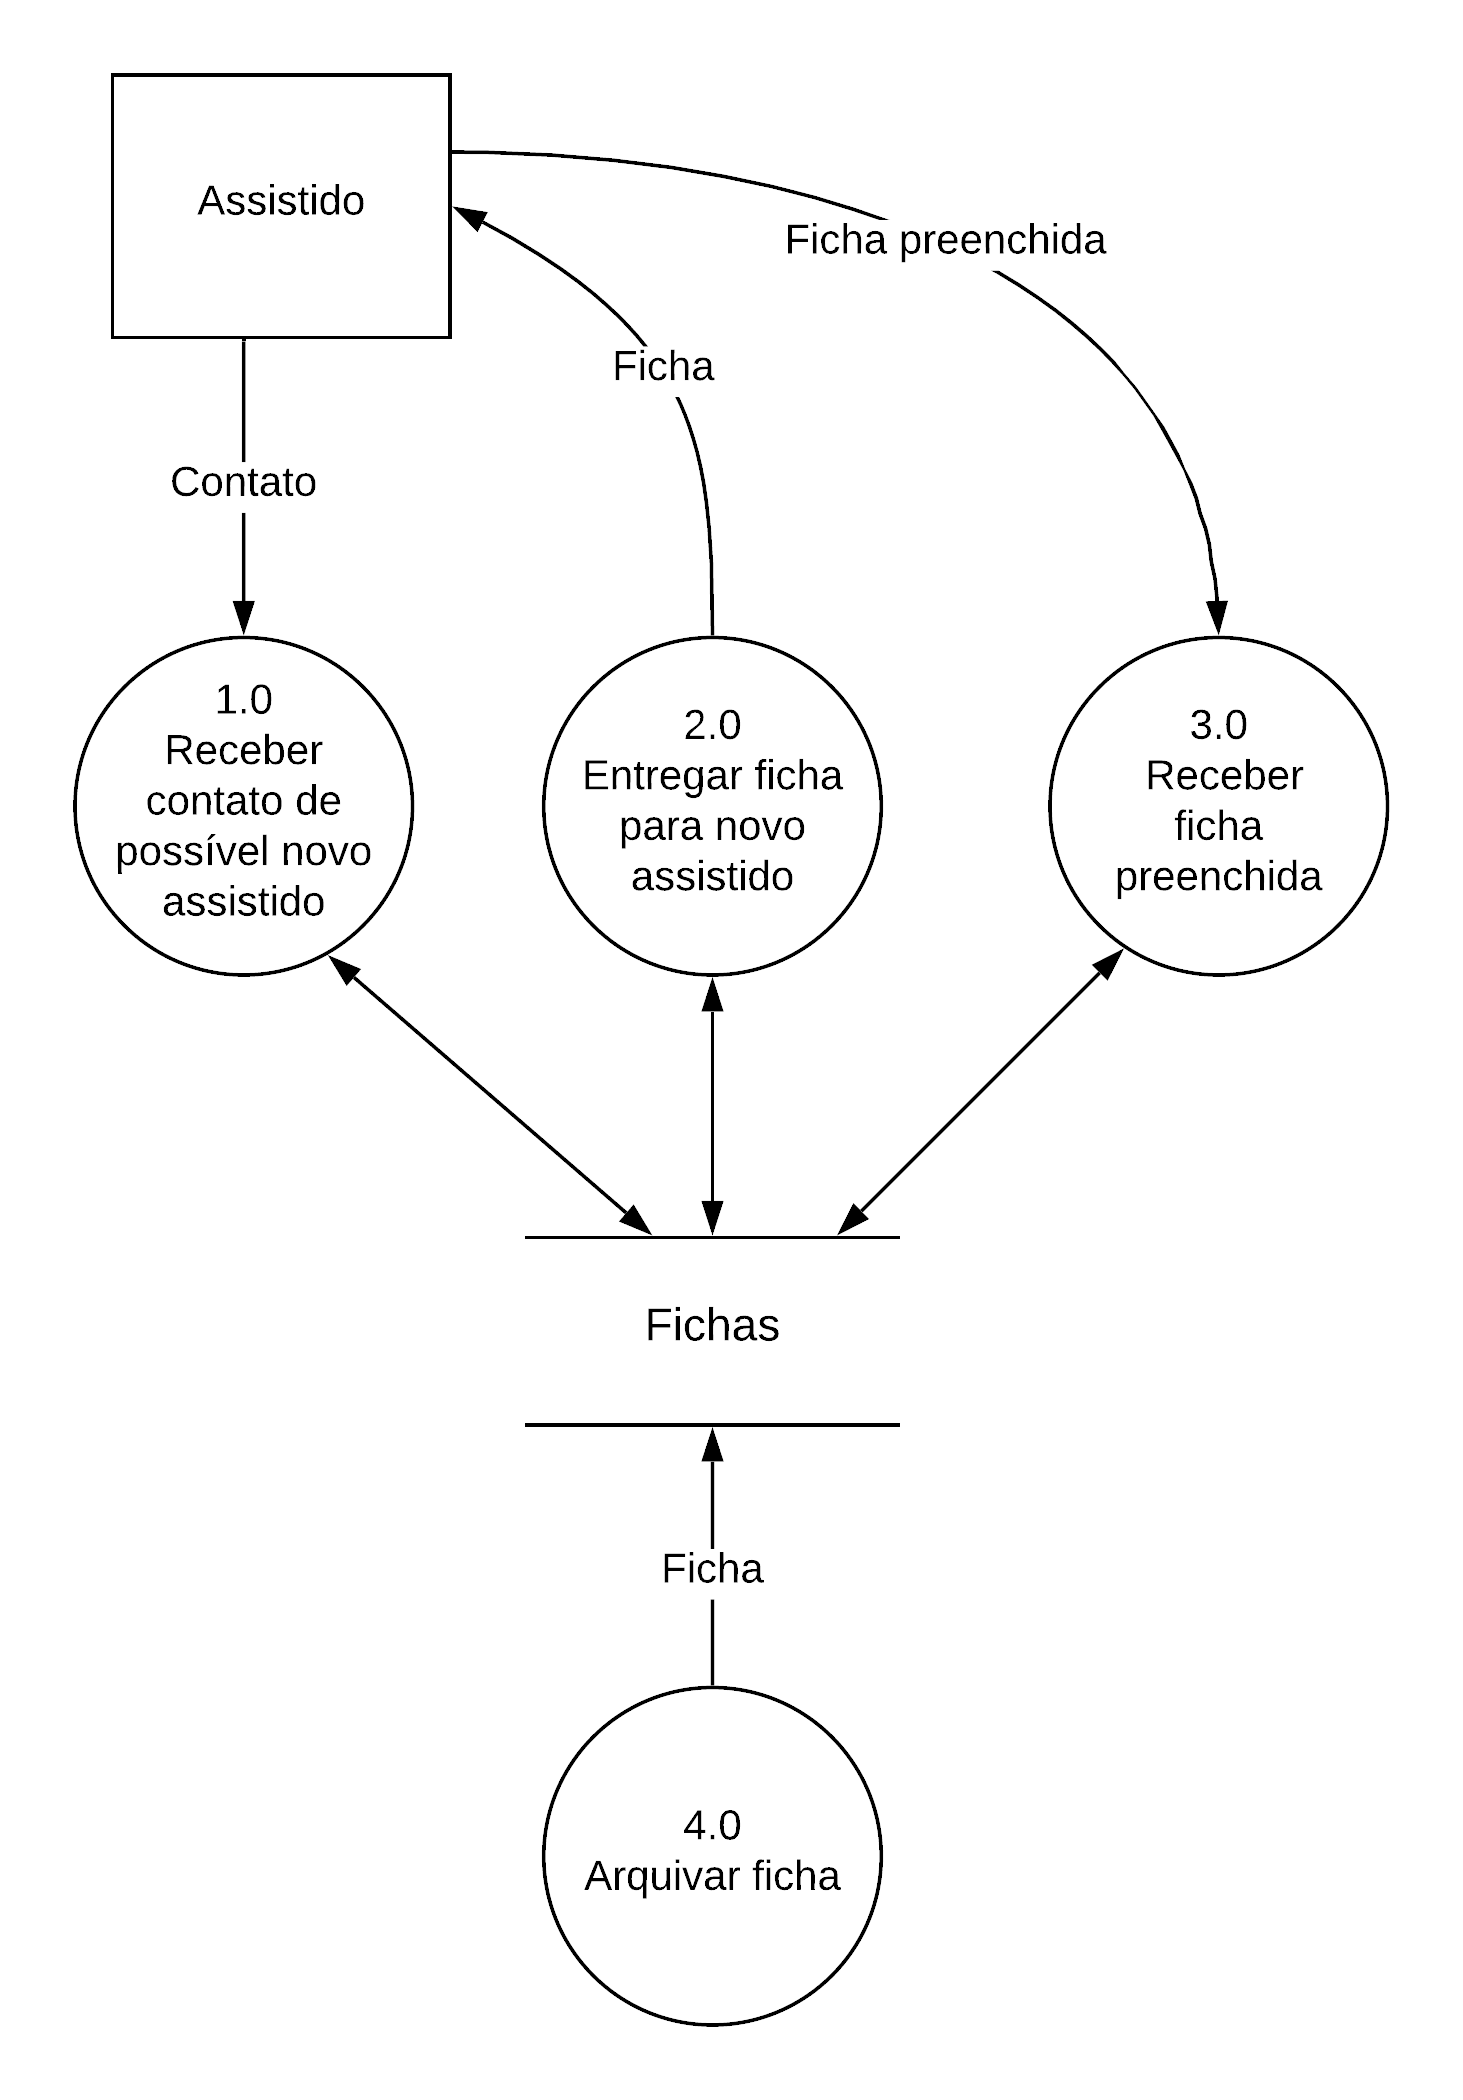 Assistido
Ficha preenchida
Ficha
Contato
1.0
Receber
contato de
possível novo
assistido
2.0
Entregar ficha
para novo
assistido
3.0
Receber
ficha
preenchida
Fichas
Ficha
4.0
Arquivar ficha